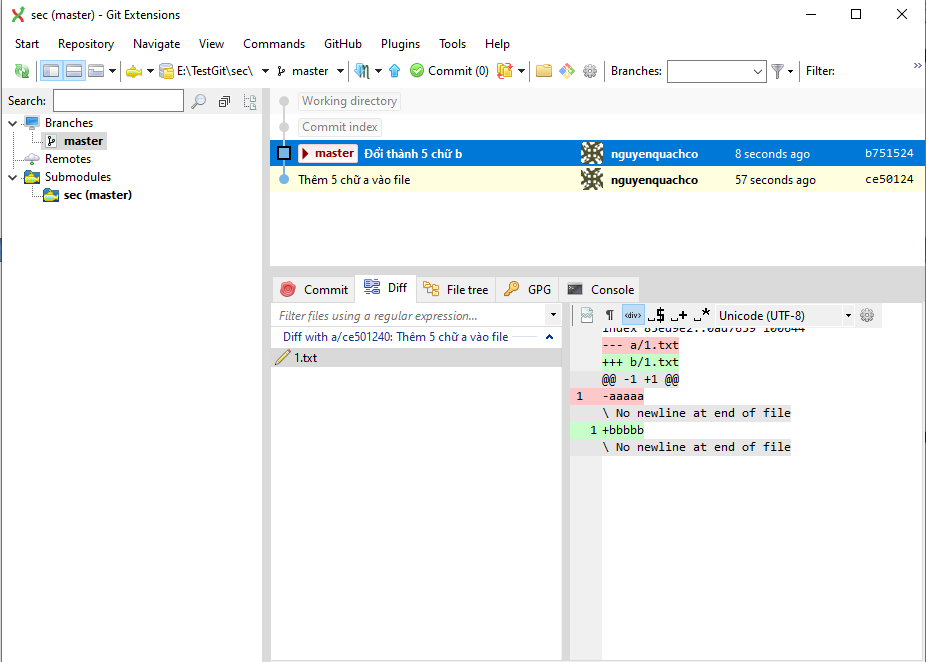 sec (master) - Git Extensions
Start Repository Navigate View Commands GitHub Plugins Tools Help
E:\TestGit\sec\ master Commit (0) Branches: Filter: »
Search:
Branches
master
Remotes
Submodules
sec (master)
Working directory
Commit index
master Đổi thành 5 chữ b nguyenquachco 8 seconds ago b751524
Thêm 5 chữ a vào file nguyenquachco 57 seconds ago ce50124
Commit Diff File tree GPG Console
Filter files using a regular expression...
Diff with a/ce501240: Thêm 5 chữ a vào file
1.txt
<div> $ + * Unicode (UTF-8)
index 100644
--- a/1.txt
+++ b/1.txt
@@ -1 +1 @@
1 -aaaaa
\ No newline at end of file
1 +bbbbb
\ No newline at end of file